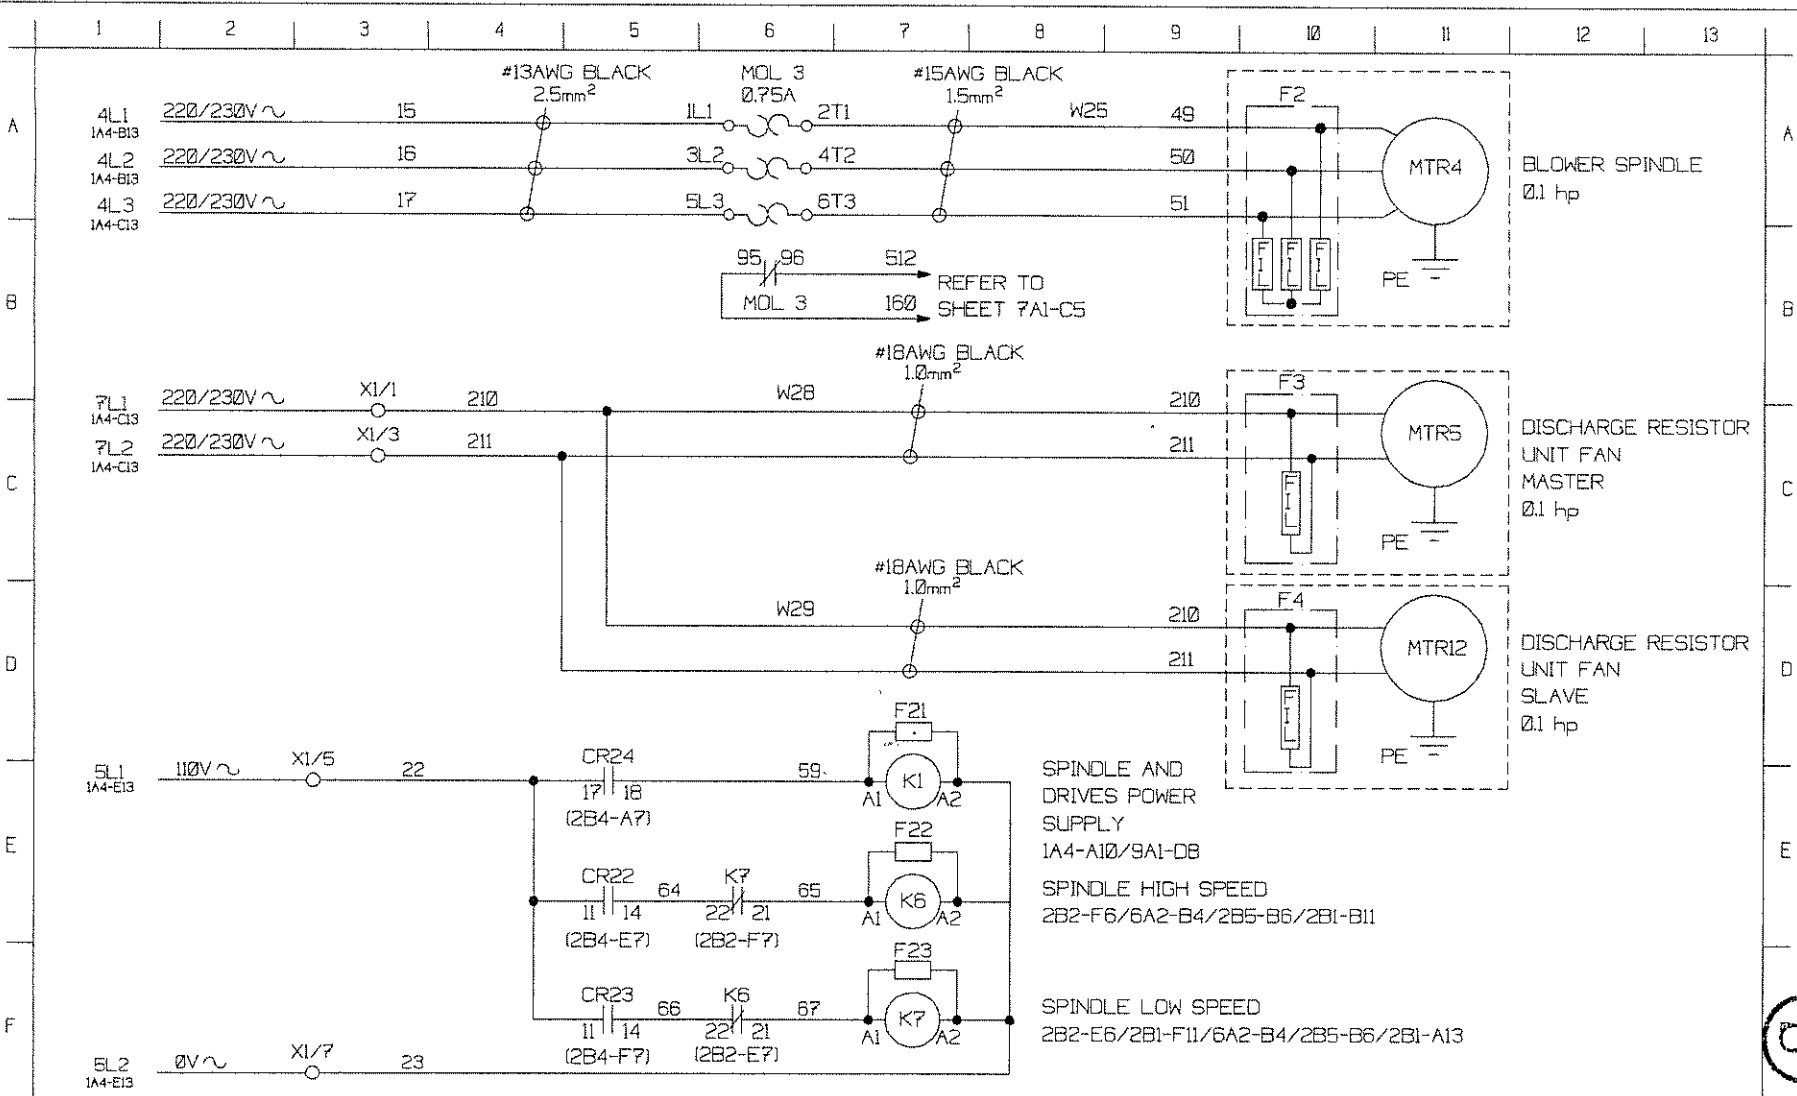 1 2 3 4 5 6 7 8 9 10 11 12 13
#13AWG BLACK
2.5mm²
MOL 3
0.75A
#15AWG BLACK
1.5mm²
A
4L1
1A4-B13
220/230V ~
15
1L1
2T1
W25
49
F2
A
4L2
1A4-B13
220/230V ~
16
3L2
4T2
50
MTR4
BLOWER SPINDLE
0.1 hp
4L3
1A4-C13
220/230V ~
17
5L3
6T3
51
B
95 96
512
MOL 3
160
REFER TO
SHEET 7A1-C5
FIL
FIL
FIL
PE
B
#18AWG BLACK
1.0mm²
7L1
1A4-C13
220/230V ~
X1/1
210
W28
210
F3
7L2
1A4-C13
220/230V ~
X1/3
211
211
MTR5
DISCHARGE RESISTOR
UNIT FAN
MASTER
0.1 hp
C
FIL
PE
C
#18AWG BLACK
1.0mm²
W29
210
F4
D
211
MTR12
DISCHARGE RESISTOR
UNIT FAN
SLAVE
0.1 hp
D
FIL
PE
F21
5L1
1A4-E13
110V ~
X1/5
22
CR24
17 18
(2B4-A7)
59
K1
A1 A2
SPINDLE AND
DRIVES POWER
SUPPLY
1A4-A10/9A1-D8
E
F22
E
CR22
11 14
(2B4-E7)
64
K7
22 21
(2B2-F7)
65
K6
A1 A2
SPINDLE HIGH SPEED
2B2-F6/6A2-B4/2B5-B6/2B1-B11
F23
F
CR23
11 14
(2B4-F7)
66
K6
22 21
(2B2-E7)
67
K7
A1 A2
SPINDLE LOW SPEED
2B2-E6/2B1-F11/6A2-B4/2B5-B6/2B1-A13
5L2
1A4-E13
0V ~
X1/7
23